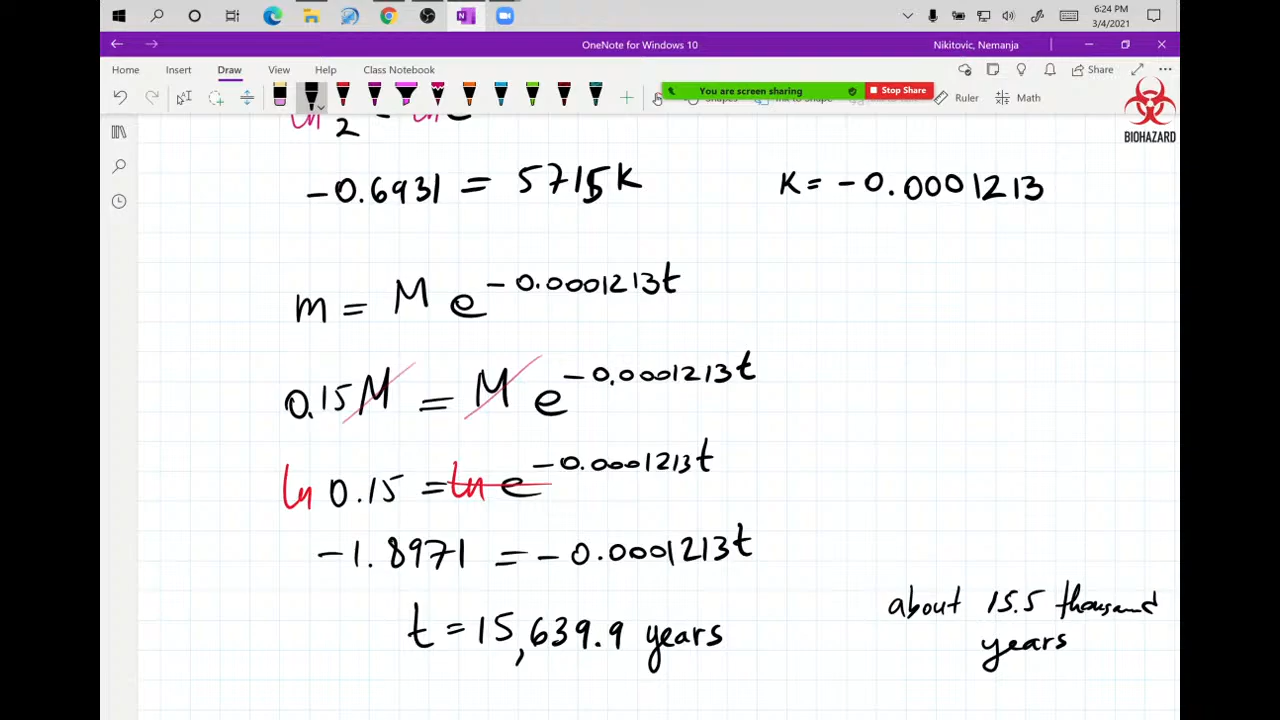 6:24 PM
3/4/2021
OneNote for Windows 10
Nikitovic, Nemanja
Home Insert Draw View Help Class Notebook Share
You are screen sharing Stop Share Ruler Math
BIOHAZARD
ln 2 = ln e
-0.6931 = 5715k K = -0.0001213
m = M e^-0.0001213t
0.15M = M e^-0.0001213t
ln 0.15 = ln e^-0.0001213t
-1.8971 = -0.0001213t
t = 15,639.9 years
about 15.5 thousand
years